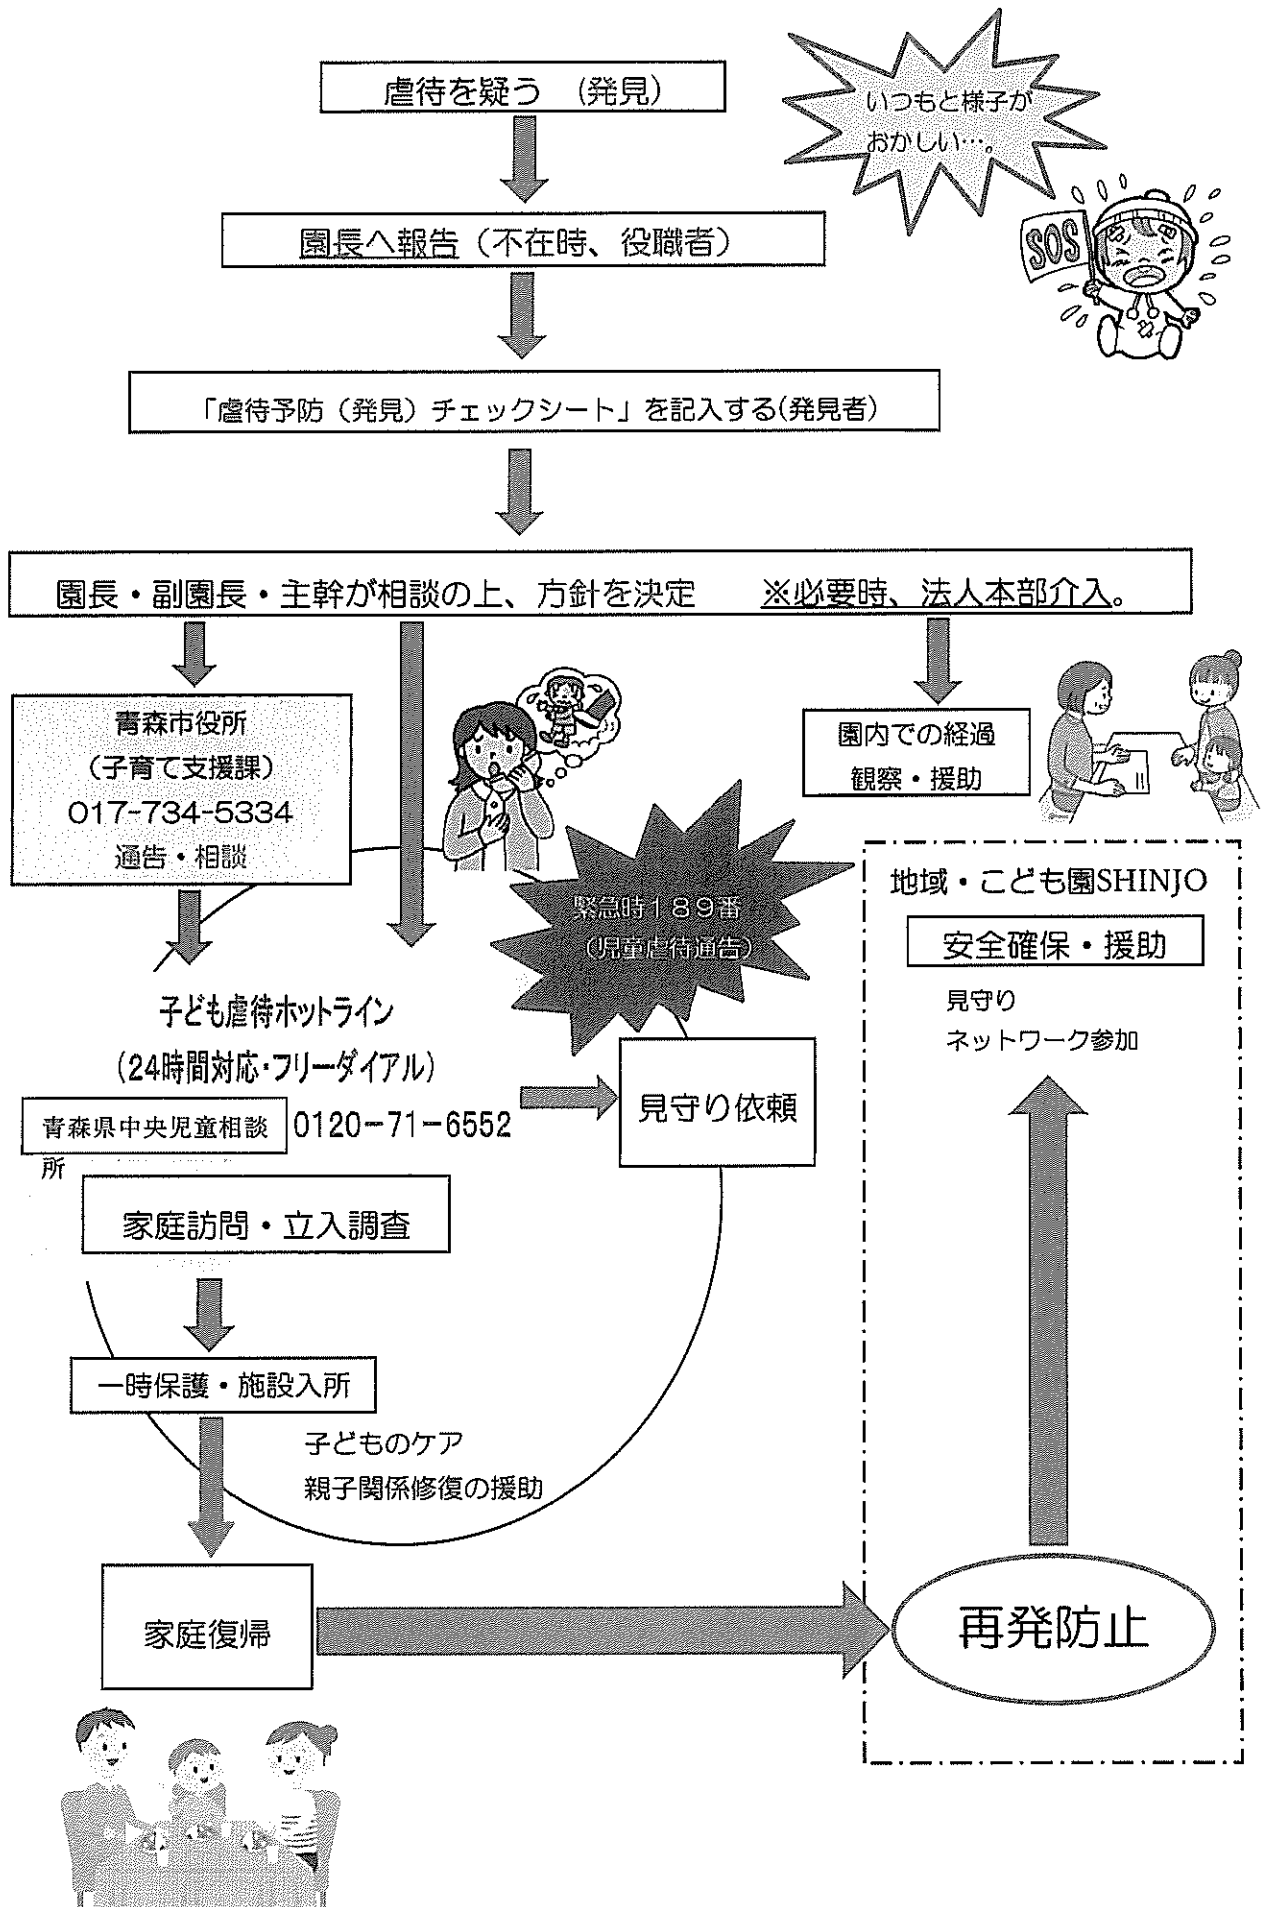 虐待を疑う (発見)
いつもと様子が
おかしい…。
SOS
園長へ報告(不在時、役職者)
「虐待予防(発見)チェックシート」を記入する(発見者)
園長・副園長・主幹が相談の上、方針を決定 ※必要時、法人本部介入。
青森市役所
(子育て支援課)
017-734-5334
通告・相談
園内での経過
観察・援助
緊急時189番
(児童虐待通告)
地域・こども園SHINJO
安全確保・援助
見守り
ネットワーク参加
子ども虐待ホットライン
(24時間対応・フリーダイアル)
青森県中央児童相談
所
0120-71-6552
見守り依頼
家庭訪問・立入調査
一時保護・施設入所
子どものケア
親子関係修復の援助
家庭復帰
再発防止